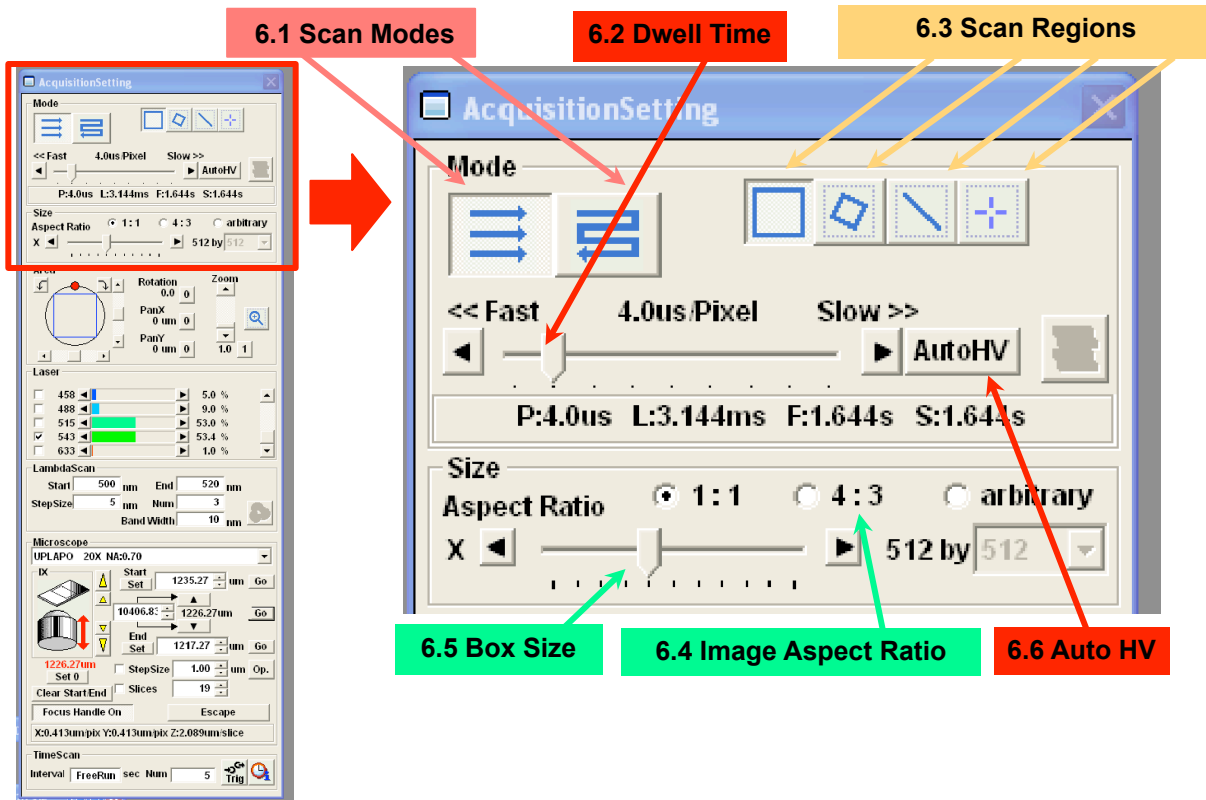 6.1 Scan Modes
6.2 Dwell Time
6.3 Scan Regions
AcquisitionSetting
Mode
<< Fast 4.0us/Pixel Slow >>
AutoHV
P:4.0us L:3.144ms F:1.644s S:1.644s
Size
Aspect Ratio 1:1 4:3 arbitrary
X 512 by 512
Area
Rotation Zoom
0.0 0
PanX
0 um 0
PanY
0 um 0 1.0 1
Laser
458 5.0 %
488 9.0 %
515 53.0 %
543 53.4 %
633 1.0 %
LambdaScan
Start 500 nm End 520 nm
StepSize 5 nm Num 3
Band Width 10 nm
Microscope
UPLAPO 20X NA:0.70
IX Start
Set 1235.27 um Go
10406.8 1226.27um Go
End
Set 1217.27 um Go
1226.27um
Set 0
StepSize 1.00 um Op.
Clear Start/End Slices 19
Focus Handle On Escape
X:0.413um/pix Y:0.413um/pix Z:2.089um/slice
TimeScan
Interval FreeRun sec Num 5 Trig
AcquisitionSetting
Mode
<< Fast 4.0us/Pixel Slow >>
AutoHV
P:4.0us L:3.144ms F:1.644s S:1.644s
Size
Aspect Ratio 1:1 4:3 arbitrary
X 512 by 512
6.5 Box Size
6.4 Image Aspect Ratio
6.6 Auto HV